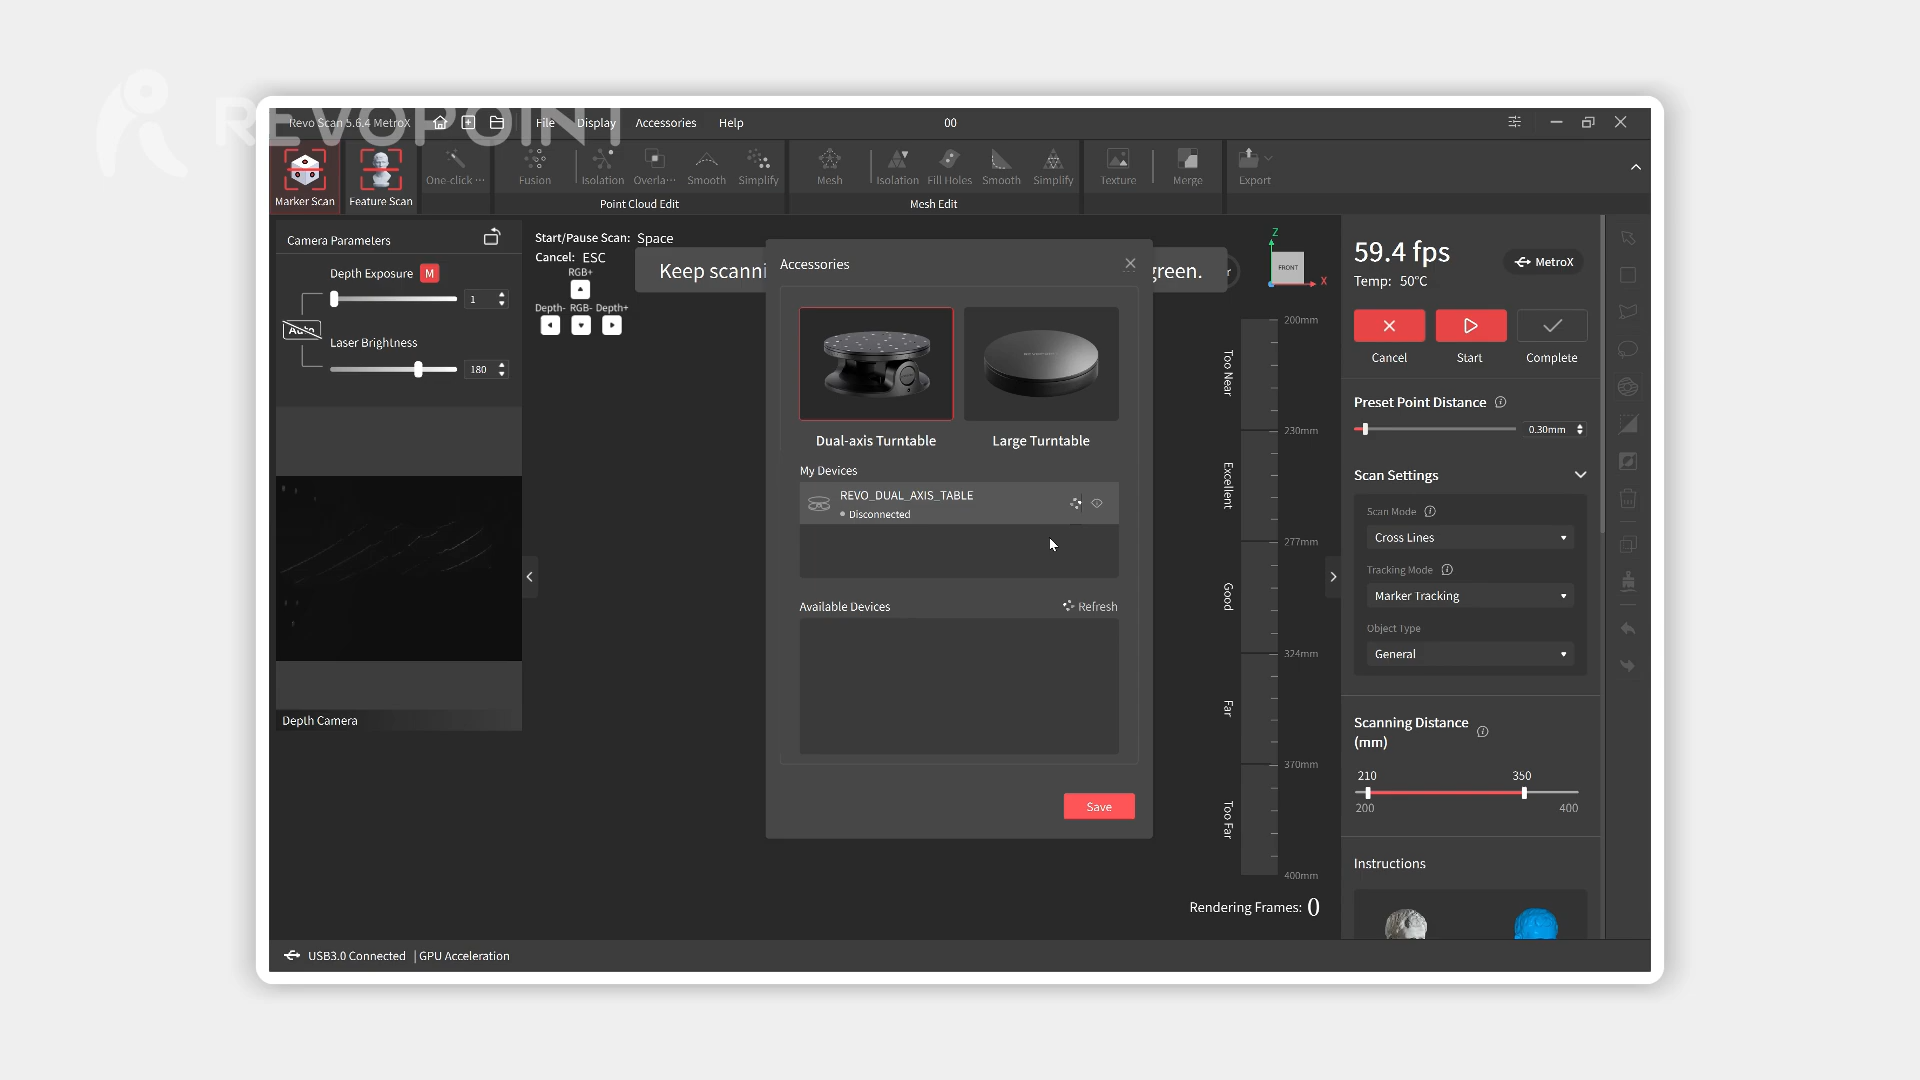 REVOPOINT
Revo Scan 5.6.4 MetroX
File
Display
Accessories
Help
00
Marker Scan
Feature Scan
One-click ···
Fusion
Isolation
Overla···
Smooth
Simplify
Point Cloud Edit
Mesh
Isolation
Fill Holes
Smooth
Simplify
Mesh Edit
Texture
Merge
Export
Camera Parameters
Depth Exposure
M
1
Auto
Laser Brightness
180
Depth Camera
Start/Pause Scan: Space
Cancel: ESC
RGB+
Depth- RGB- Depth+
Keep scanni
green.
r
Accessories
Dual-axis Turntable
Large Turntable
My Devices
REVO_DUAL_AXIS_TABLE
Disconnected
Available Devices
Refresh
Save
Z
FRONT
X
200mm
Too Near
230mm
Excellent
277mm
Good
324mm
Far
370mm
Too Far
400mm
Rendering Frames: 0
59.4 fps
MetroX
Temp: 50°C
Cancel
Start
Complete
Preset Point Distance
0.30mm
Scan Settings
Scan Mode
Cross Lines
Tracking Mode
Marker Tracking
Object Type
General
Scanning Distance
(mm)
210
350
200
400
Instructions
USB3.0 Connected | GPU Acceleration